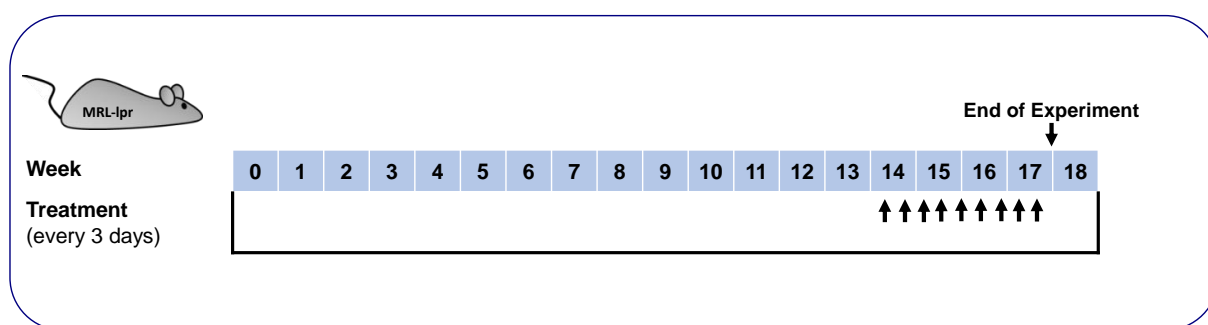 MRL-lpr
End of Experiment
Week 0 1 2 3 4 5 6 7 8 9 10 11 12 13 14 15 16 17 18
Treatment
(every 3 days)